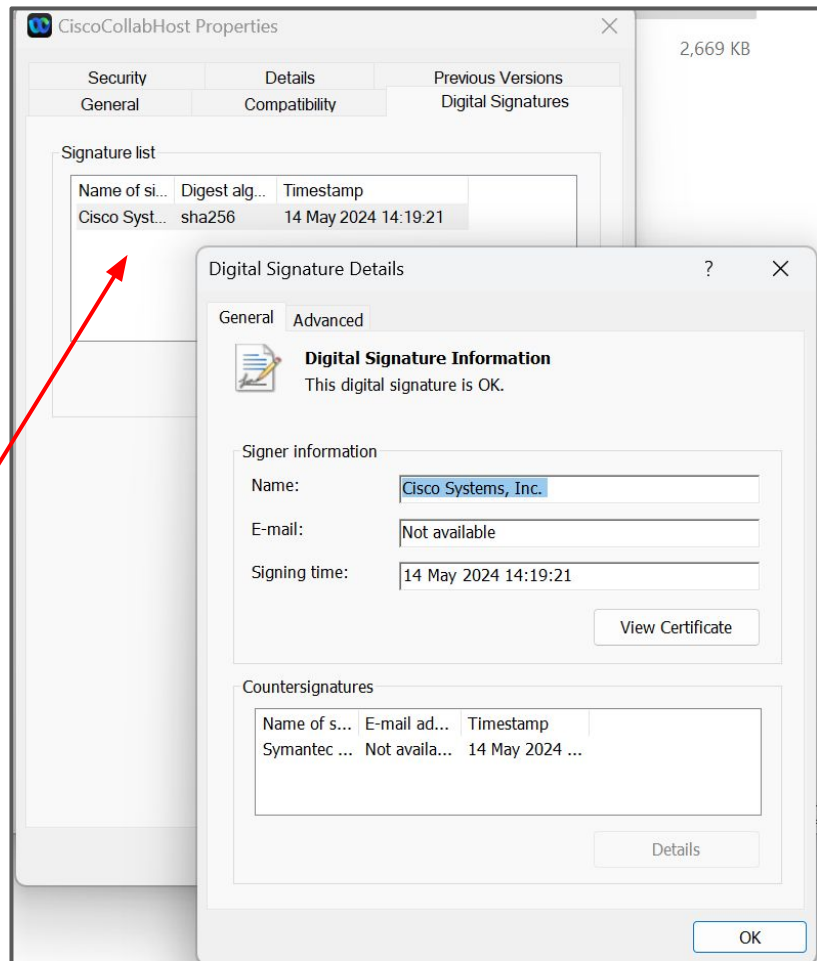 CiscoCollabHost Properties
2,669 KB
Security Details Previous Versions
General Compatibility Digital Signatures
Signature list
Name of si... Digest alg... Timestamp
Cisco Syst... sha256 14 May 2024 14:19:21
Digital Signature Details ?
General Advanced
Digital Signature Information
This digital signature is OK.
Signer information
Name: Cisco Systems, Inc.
E-mail: Not available
Signing time: 14 May 2024 14:19:21
View Certificate
Countersignatures
Name of s... E-mail ad... Timestamp
Symantec ... Not availa... 14 May 2024 ...
Details
OK